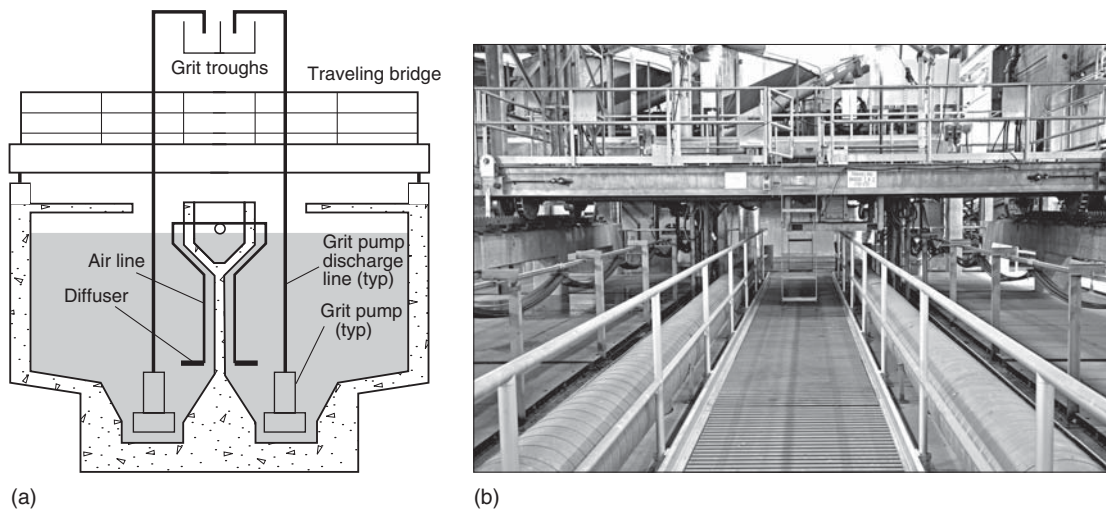 Grit troughs
Traveling bridge
Air line
Diffuser
Grit pump
discharge
line (typ)
Grit pump
(typ)
(a)
(b)